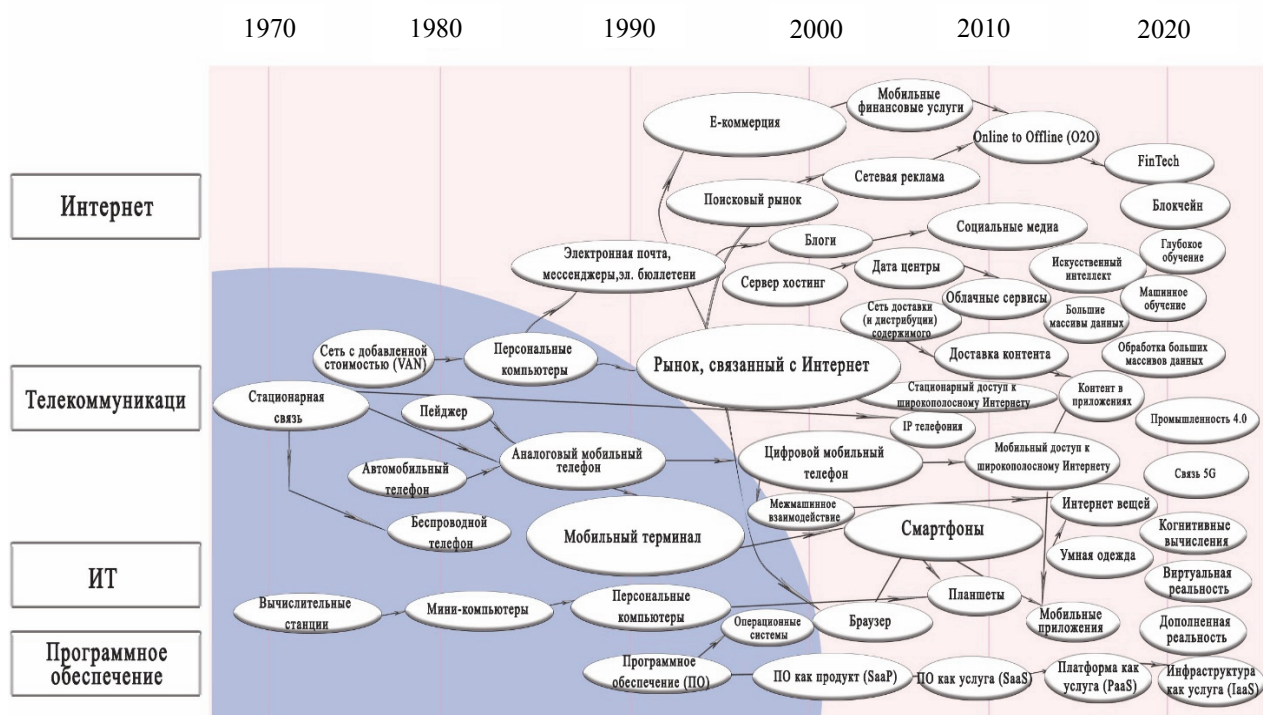 1970 1980 1990 2000 2010 2020
Мобильные
финансовые услуги
Е-коммерция
Online to Offline (O2O)
FinTech
Интернет
Сетевая реклама
Поисковый рынок
Блокчейн
Социальные медиа
Блоги
Глубокое
обучение
Электронная почта,
мессенджеры,эл. бюллетени
Дата центры
Искусственный
интеллект
Сервер хостинг
Облачные сервисы
Машинное
обучение
Сеть доставки
(и дистрибуции)
содержимого
Большие
массивы данных
Сеть с добавленной
стоимостью (VAN)
Персональные
компьютеры
Рынок, связанный с Интернет
Доставка контента
Обработка больших
массивов данных
Телекоммуникаци
Стационарная
связь
Стационарный доступ к
широкополосному Интернету
Контент в
приложениях
Пейджер
IP телефония
Промышленность 4.0
Аналоговый мобильный
телефон
Цифровой мобильный
телефон
Мобильный доступ к
широкополосному Интернету
Автомобильный
телефон
Связь 5G
Межмашинное
взаимодействие
Интернет вещей
Беспроводной
телефон
Мобильный терминал
Смартфоны
Когнитивные
вычисления
Умная одежда
ИТ
Виртуальная
реальность
Вычислительные
станции
Мини-компьютеры
Персональные
компьютеры
Планшеты
Операционные
системы
Браузер
Мобильные
приложения
Дополненная
реальность
Программное
обеспечение
Программное
обеспечение (ПО)
ПО как продукт (SaaP)
ПО как услуга (SaaS)
Платформа как
услуга (PaaS)
Инфраструктура
как услуга (IaaS)